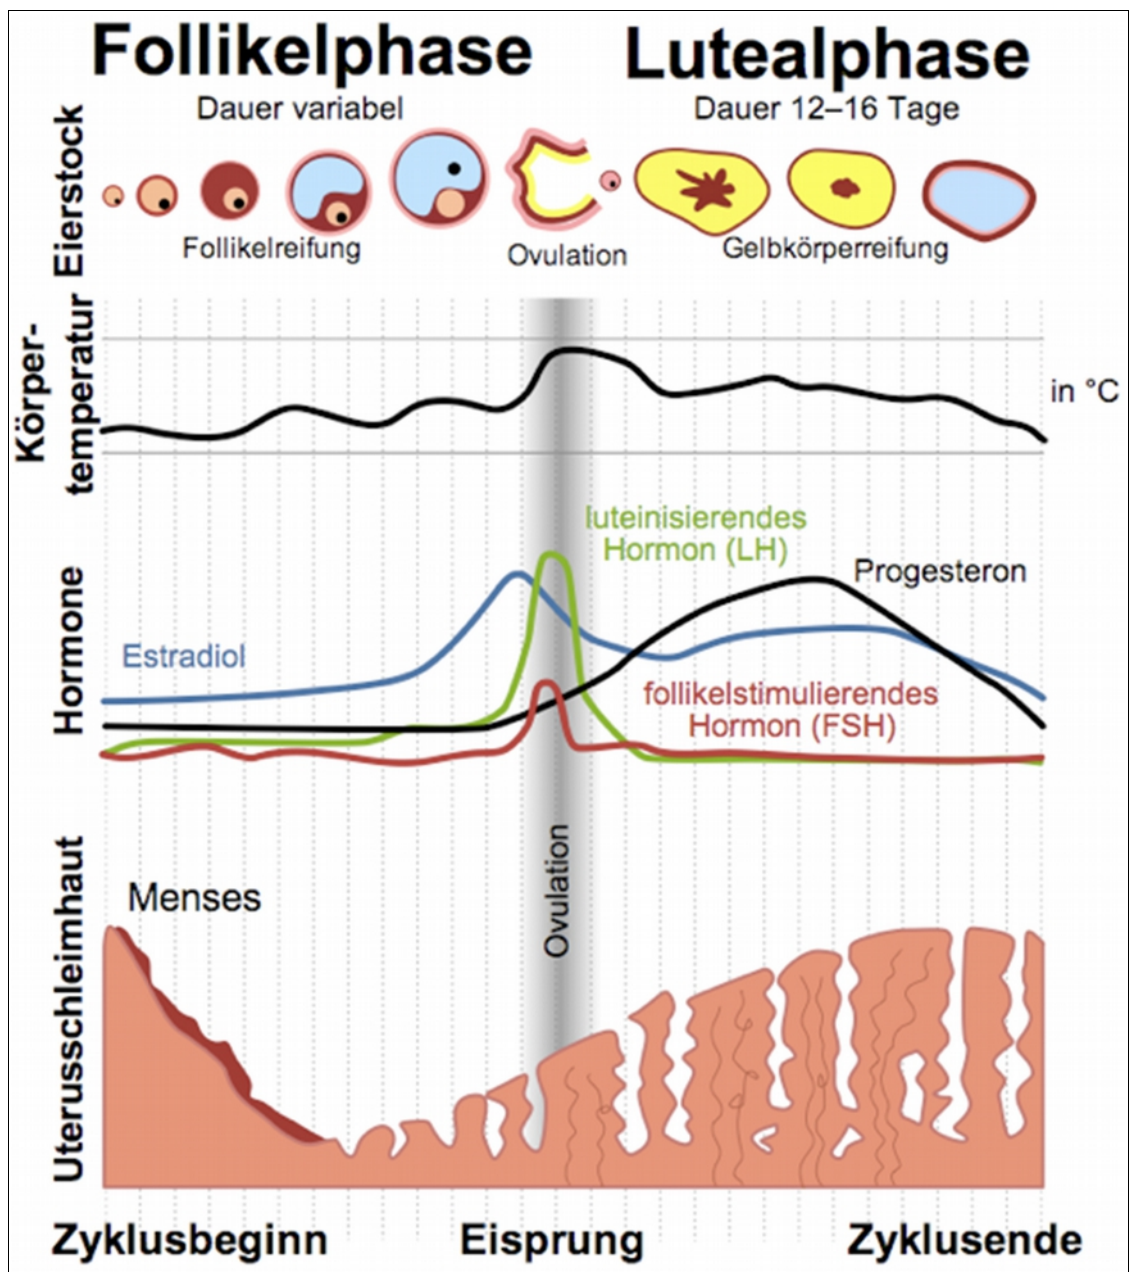 Follikelphase
Lutealphase
Dauer variabel
Dauer 12–16 Tage
Eierstock
Follikelreifung
Ovulation
Gelbkörperreifung
Körper-
temperatur
in °C
Hormone
luteinisierendes
Hormon (LH)
Progesteron
Estradiol
follikelstimulierendes
Hormon (FSH)
Uterusschleimhaut
Menses
Ovulation
Zyklusbeginn
Eisprung
Zyklusende